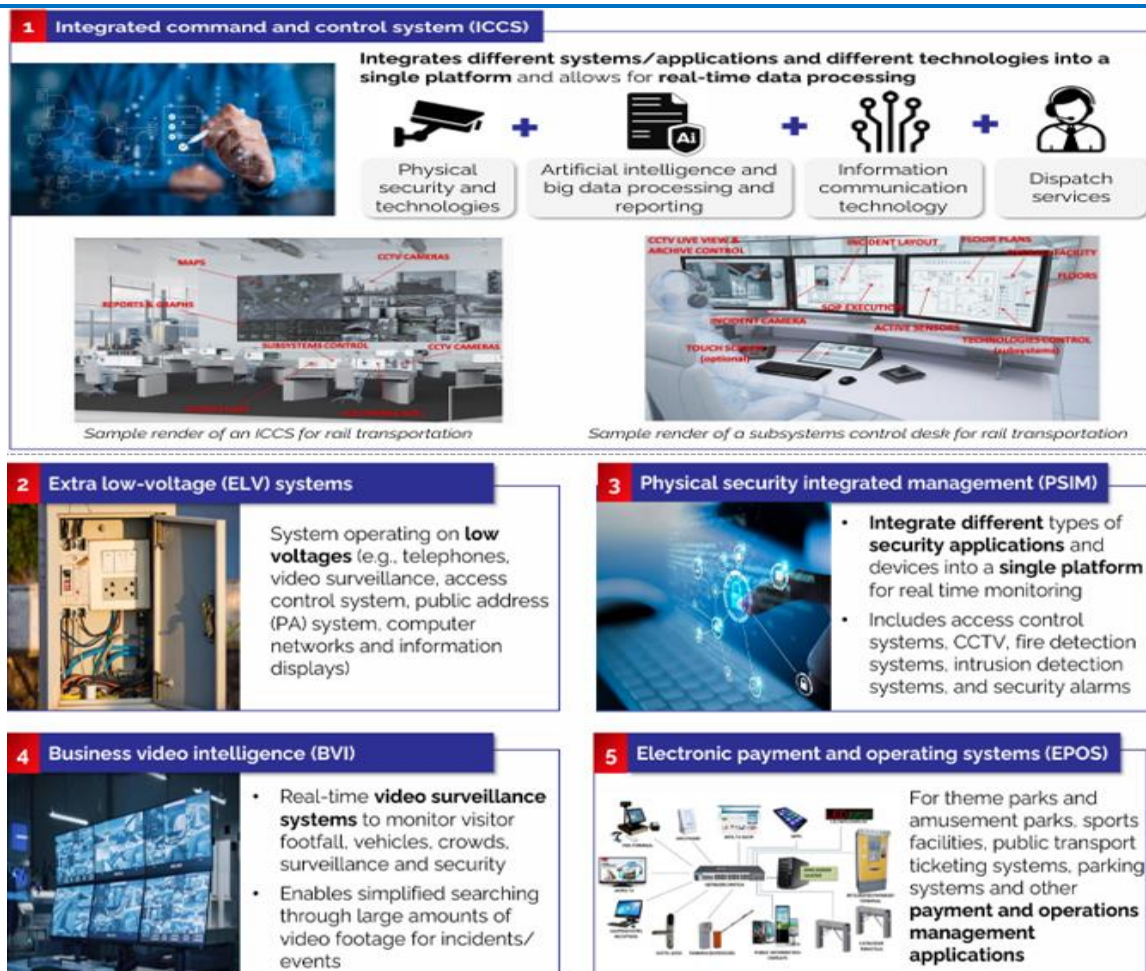 1 Integrated command and control system (ICCS)
Integrates different systems/applications and different technologies into a
single platform and allows for real-time data processing
Ai
Physical
security and
technologies
Artificial intelligence and
big data processing and
reporting
Information
communication
technology
Dispatch
services
MAPS
CCTV CAMERAS
REPORTS & GRAPHS
SUBSYSTEMS CONTROL
CCTV CAMERAS
Sample render of an ICCS for rail transportation
CCTV LIVE VIEW &
ARCHIVE CONTROL
INCIDENT LAYOUT
FLOOR PLANS
FACILITY
FLOORS
SOP EXECUTION
INCIDENT CAMERA
ACTIVE SENSORS
TOUCH SCREEN
(optional)
TECHNOLOGIES CONTROL
(subsystems)
Sample render of a subsystems control desk for rail transportation
2 Extra low-voltage (ELV) systems
System operating on low
voltages (e.g., telephones,
video surveillance, access
control system, public address
(PA) system, computer
networks and information
displays)
3 Physical security integrated management (PSIM)
• Integrate different types of
security applications and
devices into a single platform
for real time monitoring
• Includes access control
systems, CCTV, fire detection
systems, intrusion detection
systems, and security alarms
4 Business video intelligence (BVI)
• Real-time video surveillance
systems to monitor visitor
footfall, vehicles, crowds,
surveillance and security
• Enables simplified searching
through large amounts of
video footage for incidents/
events
5 Electronic payment and operating systems (EPOS)
For theme parks and
amusement parks, sports
facilities, public transport
ticketing systems, parking
systems and other
payment and operations
management
applications